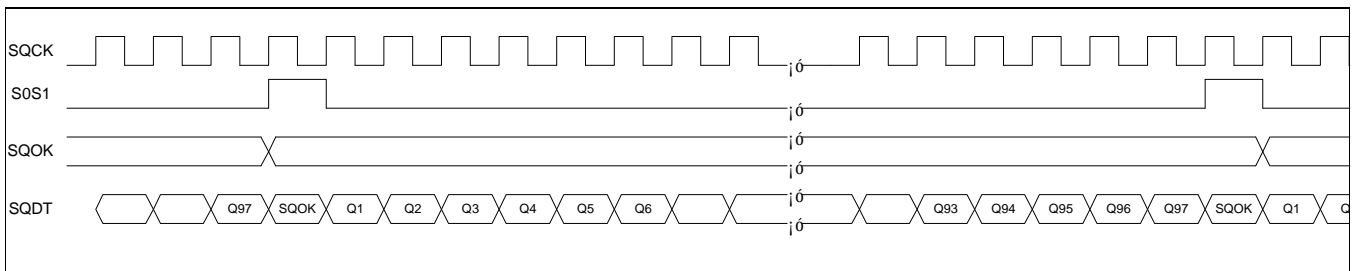 SQCK
¡ó
S0S1
¡ó
SQOK
¡ó
¡ó
SQDT
Q97 SQOK Q1 Q2 Q3 Q4 Q5 Q6 ¡ó Q93 Q94 Q95 Q96 Q97 SQOK Q1 Q
¡ó